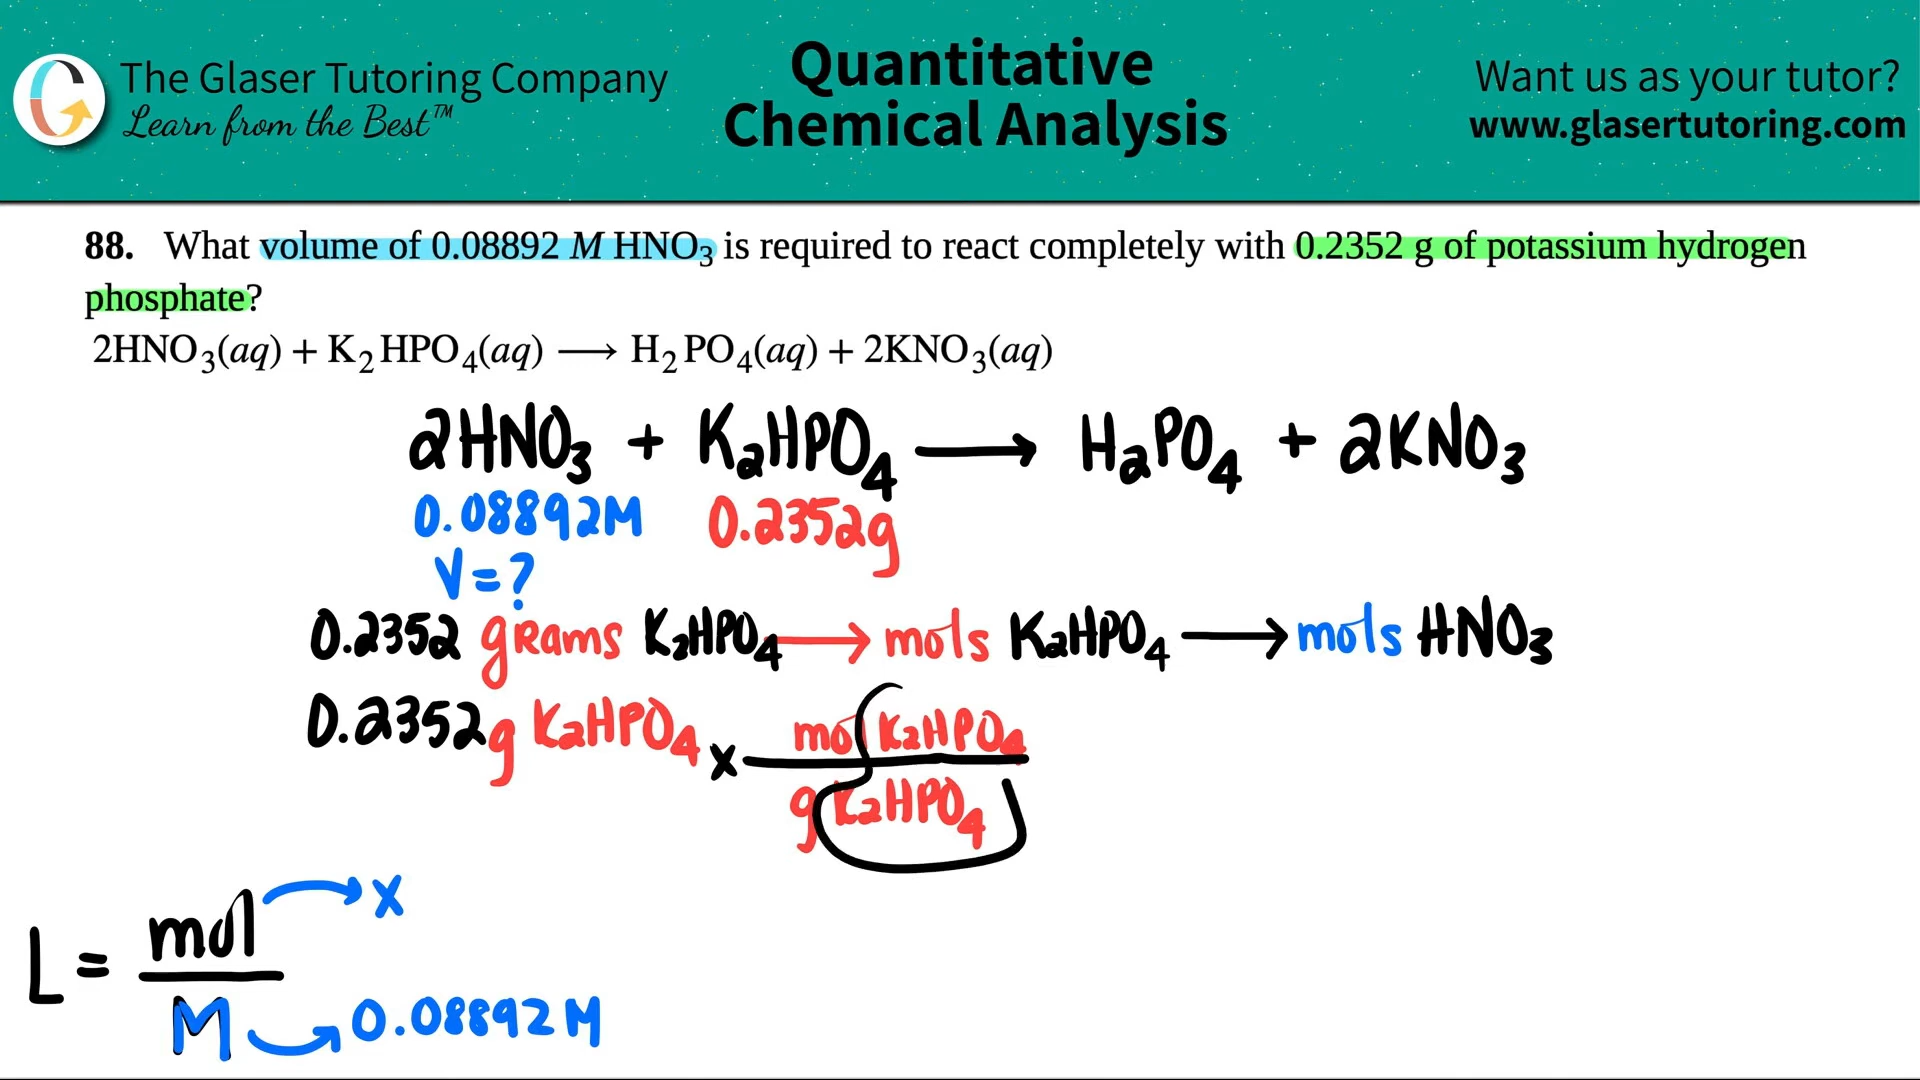 The Glaser Tutoring Company
Learn from the Best™
Quantitative
Chemical Analysis
Want us as your tutor?
www.glasertutoring.com
88. What volume of 0.08892 M HNO₃ is required to react completely with 0.2352 g of potassium hydrogen
phosphate?
2HNO₃(aq) + K₂HPO₄(aq) ⟶ H₂PO₄(aq) + 2KNO₃(aq)
2HNO₃ + K₂HPO₄ ⟶ H₂PO₄ + 2KNO₃
0.08892M 0.2352g
V=?
0.2352 grams K₂HPO₄ ⟶ mols K₂HPO₄ ⟶ mols HNO₃
0.2352g K₂HPO₄ x mol K₂HPO₄
g K₂HPO₄
L = mol → x
M → 0.08892M